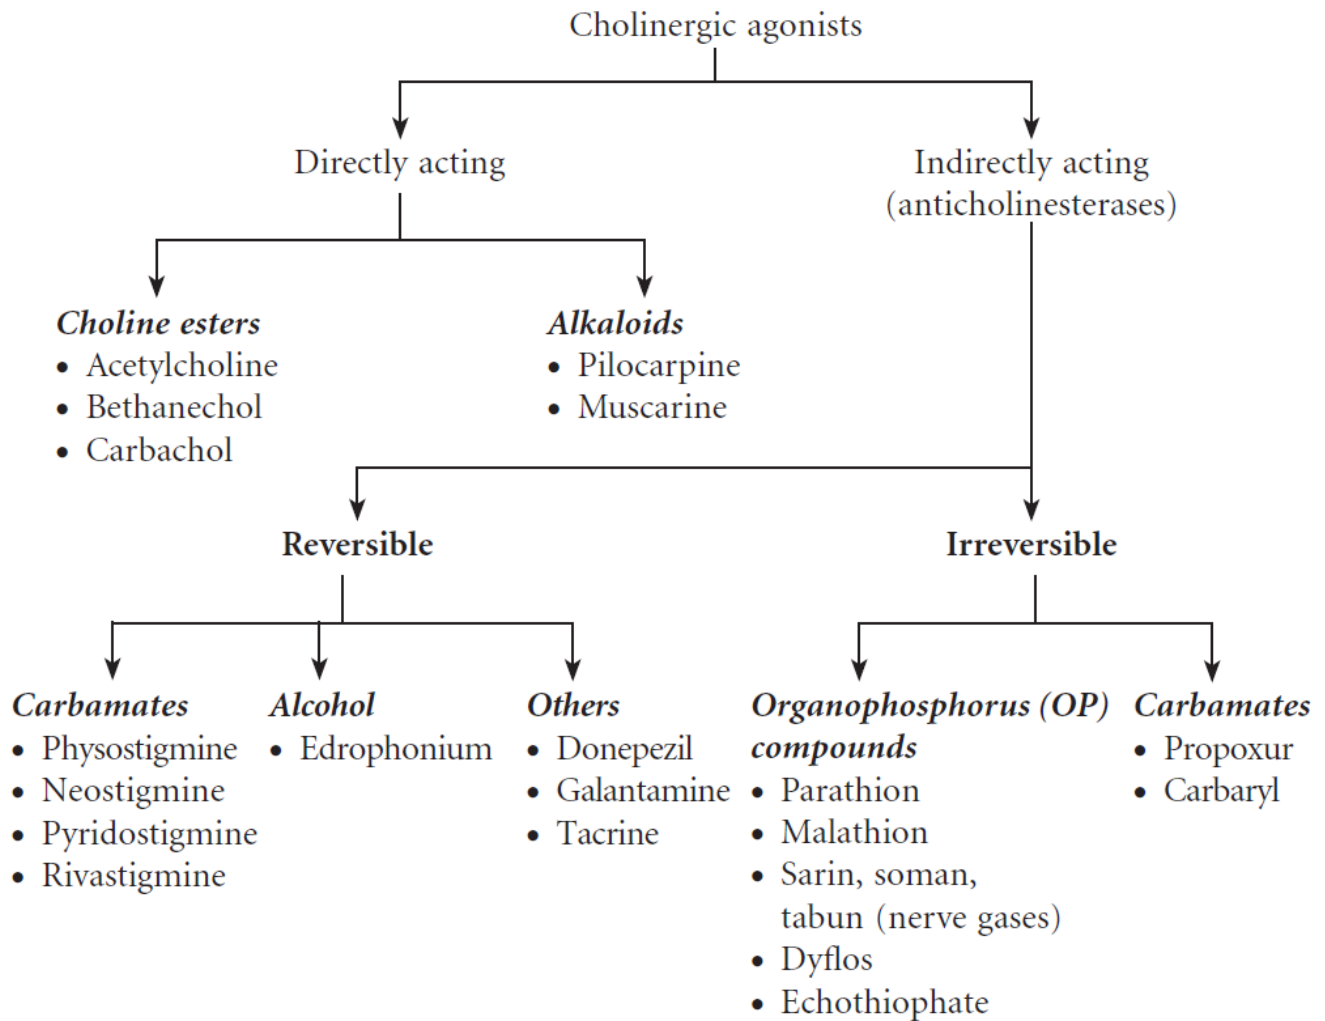 Cholinergic agonists
Directly acting
Indirectly acting
(anticholinesterases)
Choline esters
• Acetylcholine
• Bethanechol
• Carbachol
Alkaloids
• Pilocarpine
• Muscarine
Reversible
Irreversible
Carbamates
• Physostigmine
• Neostigmine
• Pyridostigmine
• Rivastigmine
Alcohol
• Edrophonium
Others
• Donepezil
• Galantamine
• Tacrine
Organophosphorus (OP)
compounds
• Parathion
• Malathion
• Sarin, soman,
tabun (nerve gases)
• Dyflos
• Echothiophate
Carbamates
• Propoxur
• Carbaryl